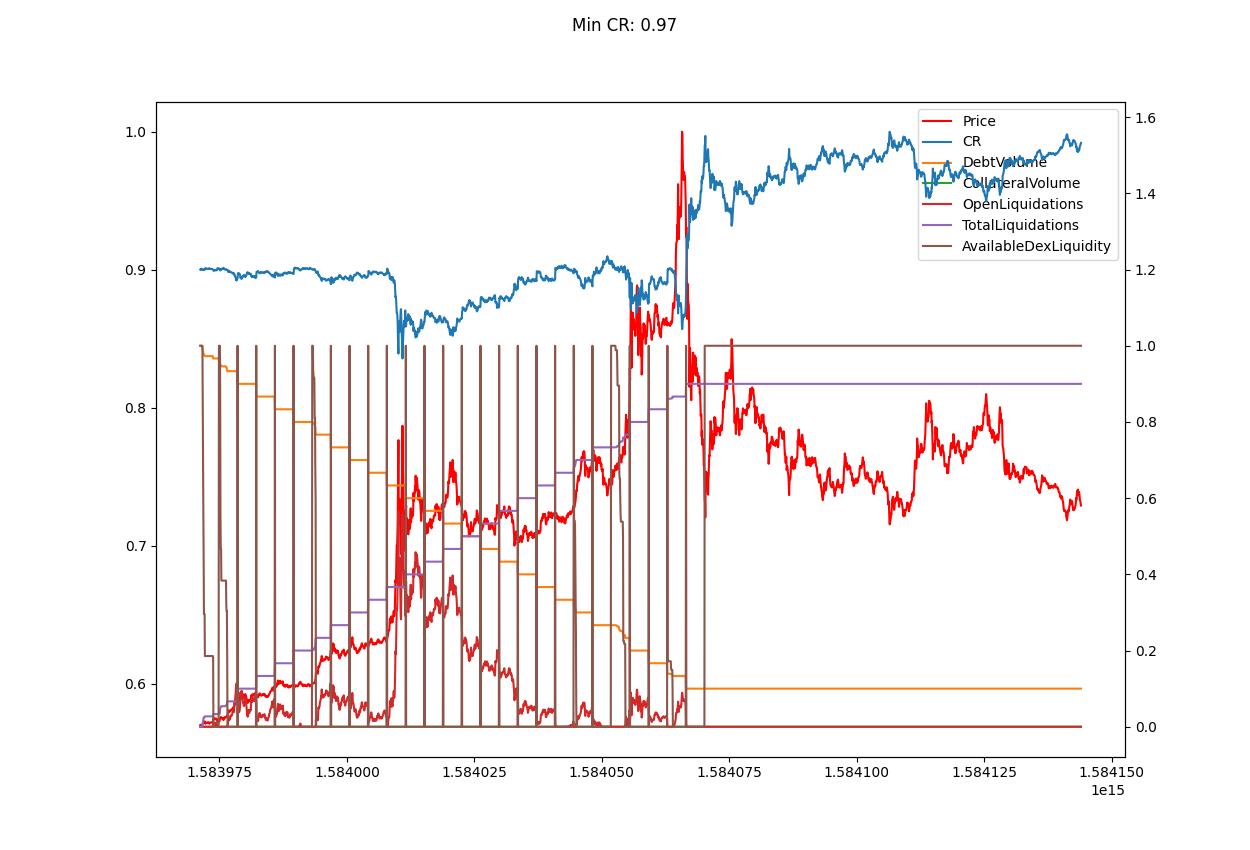 Min CR: 0.97
1.0
0.9
0.8
0.7
0.6
1.6
1.4
1.2
1.0
0.8
0.6
0.4
0.2
0.0
Price
CR
DebtVolume
CollateralVolume
OpenLiquidations
TotalLiquidations
AvailableDexLiquidity
1.583975 1.584000 1.584025 1.584050 1.584075 1.584100 1.584125 1.584150
1e15